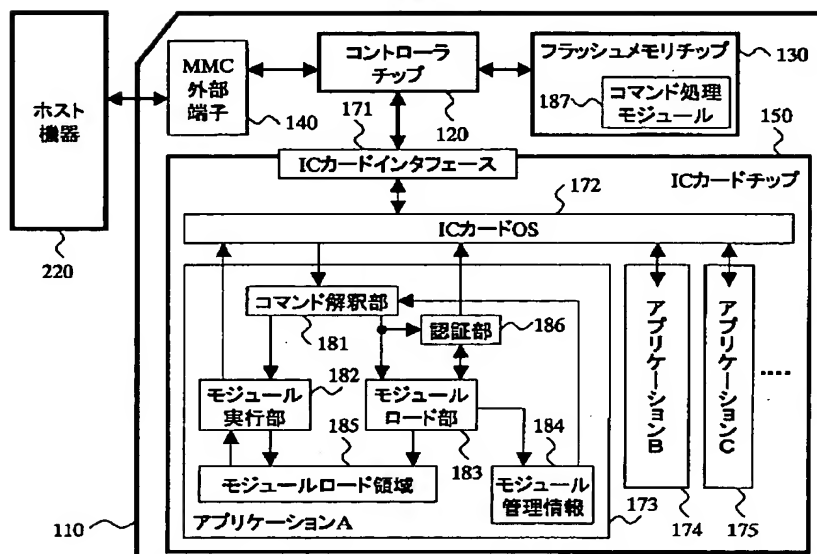 ホスト
機器
220
MMC
外部
端子
140
コントローラ
チップ
120
フラッシュメモリチップ
130
187
コマンド処理
モジュール
171
150
ICカードインタフェース
ICカードチップ
172
ICカードOS
コマンド解釈部
181
認証部
186
182
モジュール
実行部
モジュール
ロード部
183
185
184
モジュールロード領域
モジュール
管理情報
アプリケーションA
173
アプリケーションB
174
アプリケーションC
175
....
110